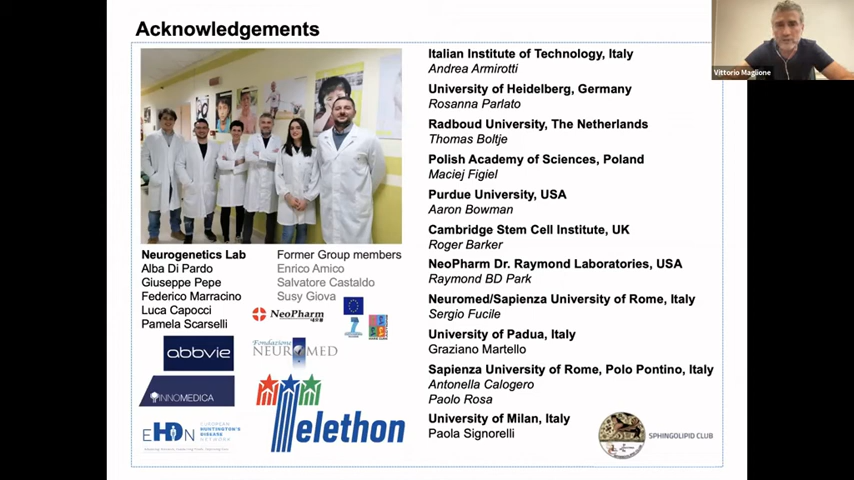 Acknowledgements
Vittorio Maglione
Italian Institute of Technology, Italy
Andrea Armirotti
University of Heidelberg, Germany
Rosanna Parlato
Radboud University, The Netherlands
Thomas Boltje
Polish Academy of Sciences, Poland
Maciej Figiel
Purdue University, USA
Aaron Bowman
Cambridge Stem Cell Institute, UK
Roger Barker
NeoPharm Dr. Raymond Laboratories, USA
Raymond BD Park
Neuromed/Sapienza University of Rome, Italy
Sergio Fucile
University of Padua, Italy
Graziano Martello
Sapienza University of Rome, Polo Pontino, Italy
Antonella Calogero
Paolo Rosa
University of Milan, Italy
Paola Signorelli
Neurogenetics Lab
Alba Di Pardo
Giuseppe Pepe
Federico Marracino
Luca Capocci
Pamela Scarselli
Former Group members
Enrico Amico
Salvatore Castaldo
Susy Giova
NeoPharm
abbvie
Fondazione
NEUROMED
INNOMEDICA
Telethon
EHDN
EUROPEAN
HUNTINGTON'S
DISEASE
NETWORK
SPHINGOLIPID CLUB